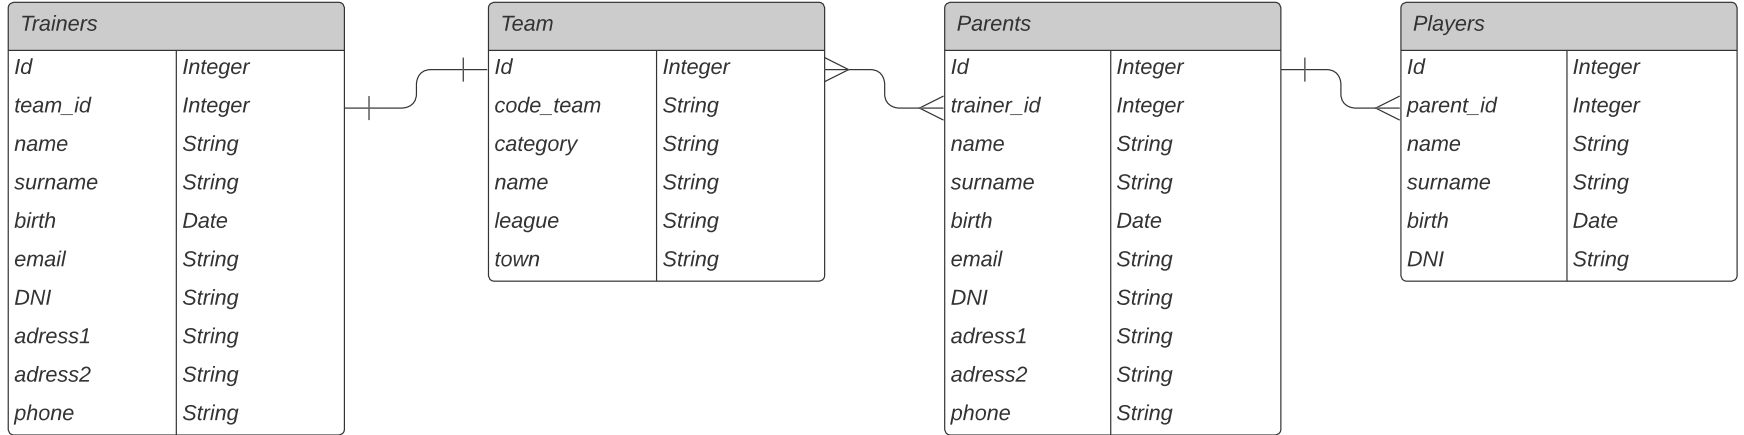 Trainers
Id Integer
team_id Integer
name String
surname String
birth Date
email String
DNI String
adress1 String
adress2 String
phone String
Team
Id Integer
code_team String
category String
name String
league String
town String
Parents
Id Integer
trainer_id Integer
name String
surname String
birth Date
email String
DNI String
adress1 String
adress2 String
phone String
Players
Id Integer
parent_id Integer
name String
surname String
birth Date
DNI String